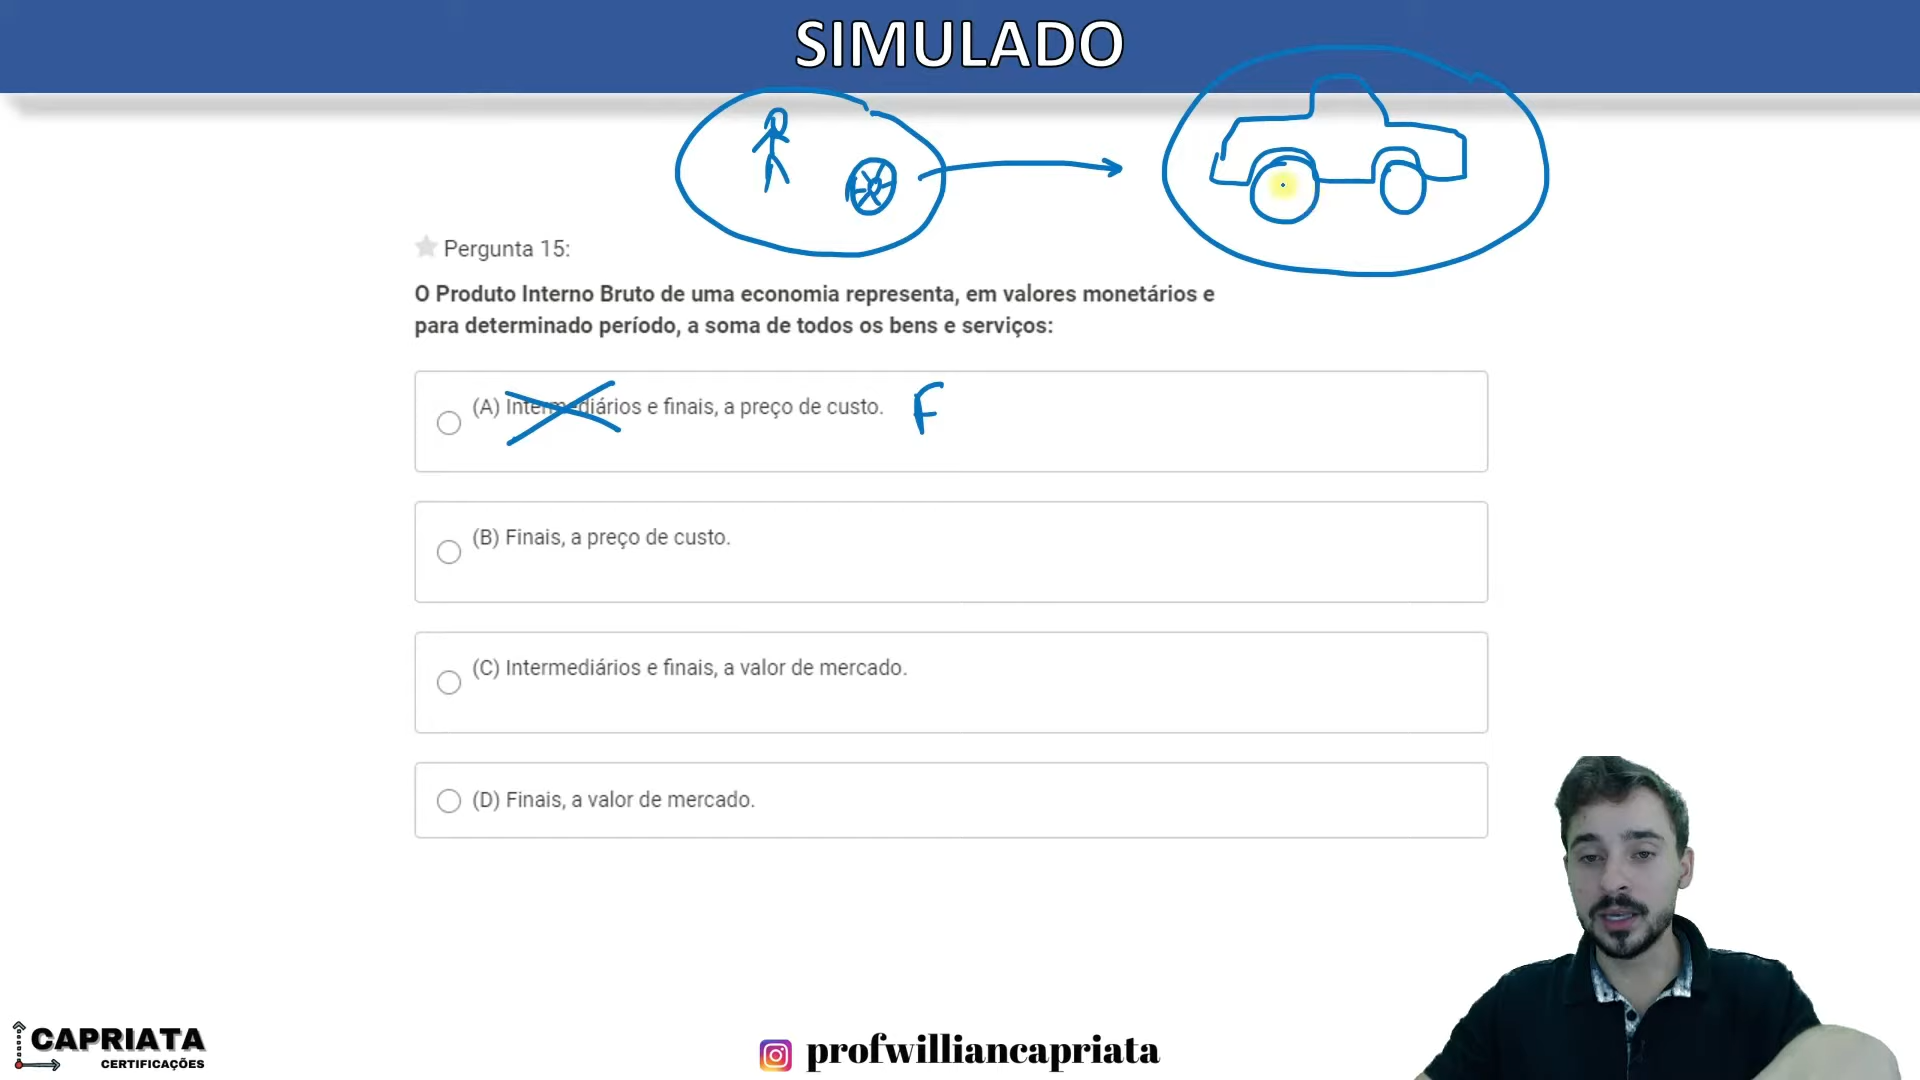 SIMULADO
Pergunta 15:
O Produto Interno Bruto de uma economia representa, em valores monetários e
para determinado período, a soma de todos os bens e serviços:
(A) Intermediários e finais, a preço de custo. F
(B) Finais, a preço de custo.
(C) Intermediários e finais, a valor de mercado.
(D) Finais, a valor de mercado.
CAPRIATA
CERTIFICAÇÕES
profwilliancapriata